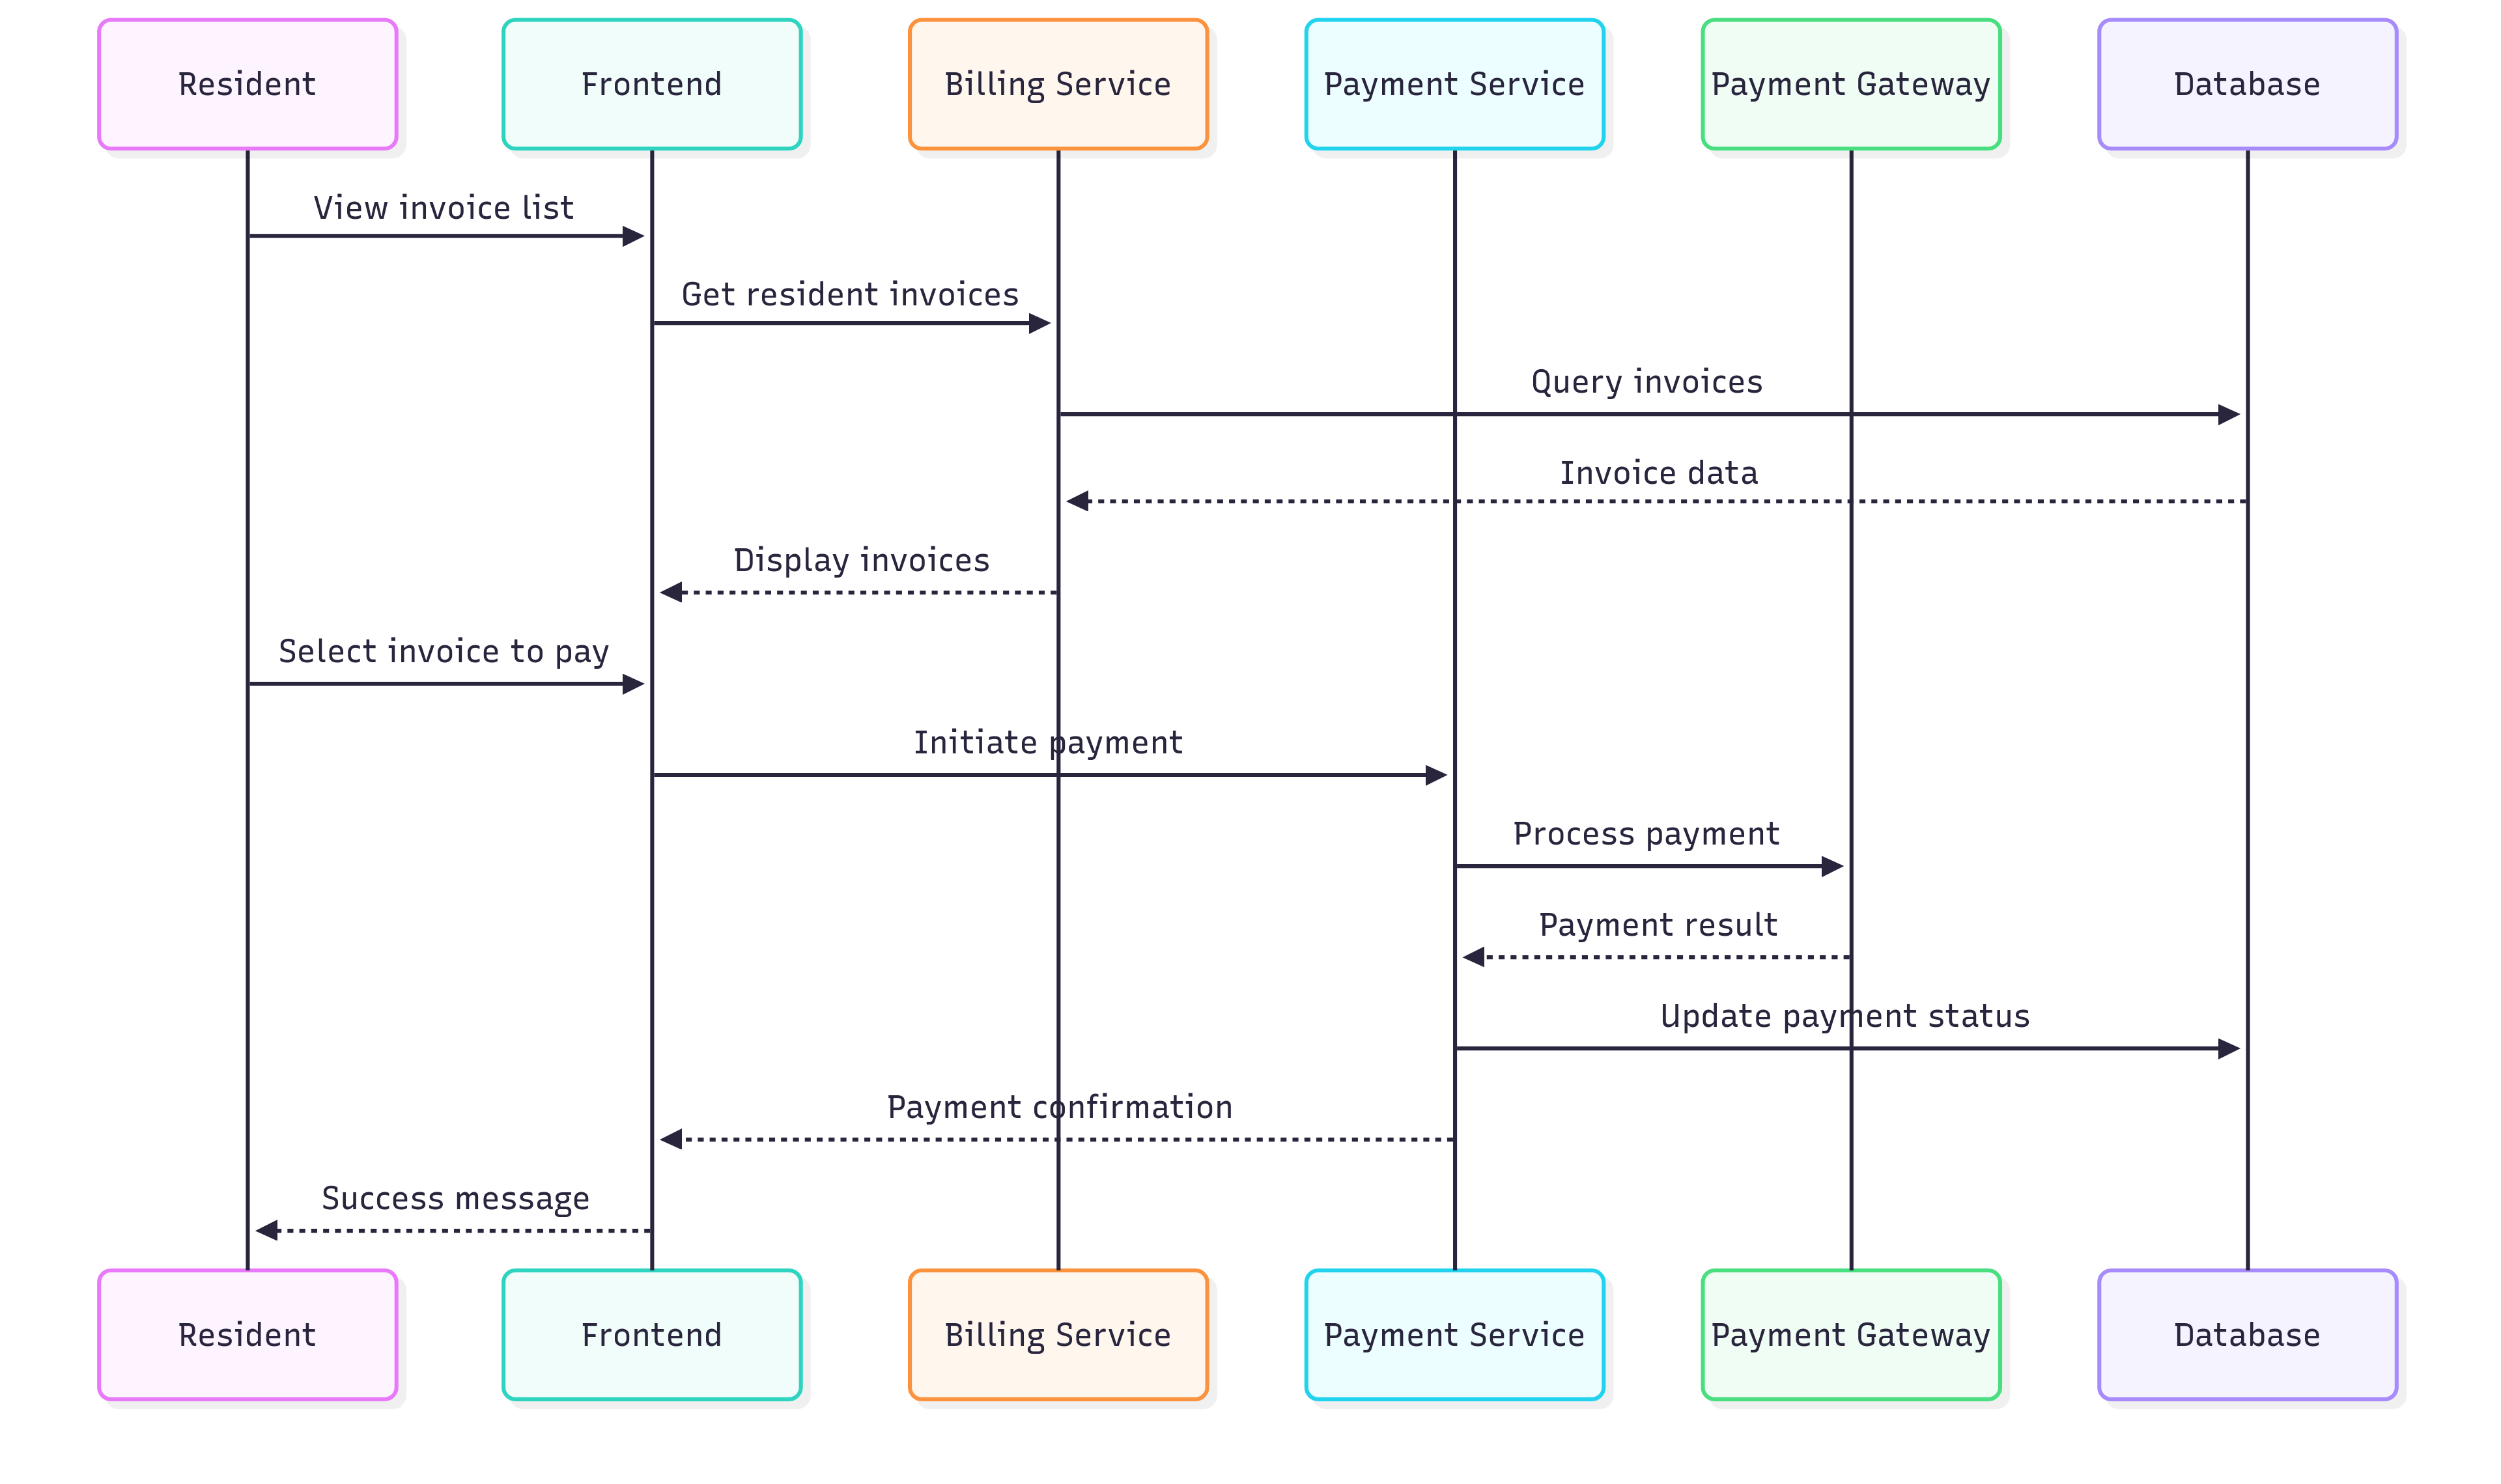 Resident
Frontend
Billing Service
Payment Service
Payment Gateway
Database
View invoice list
Get resident invoices
Query invoices
Invoice data
Display invoices
Select invoice to pay
Initiate payment
Process payment
Payment result
Update payment status
Payment confirmation
Success message
Resident
Frontend
Billing Service
Payment Service
Payment Gateway
Database